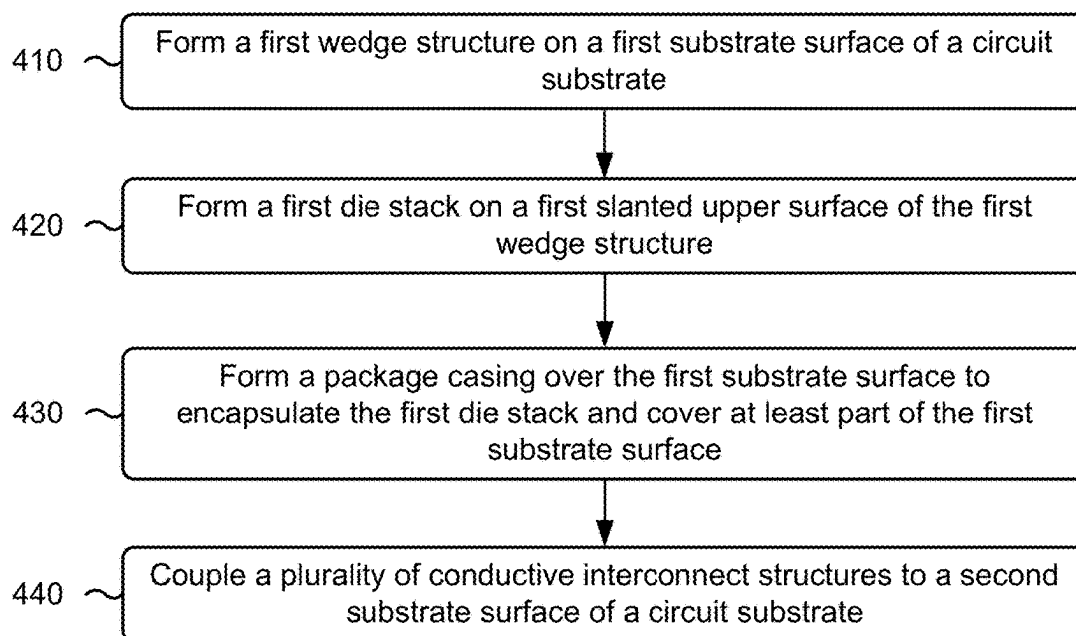 410
Form a first wedge structure on a first substrate surface of a circuit
substrate
420
Form a first die stack on a first slanted upper surface of the first
wedge structure
430
Form a package casing over the first substrate surface to
encapsulate the first die stack and cover at least part of the first
substrate surface
440
Couple a plurality of conductive interconnect structures to a second
substrate surface of a circuit substrate